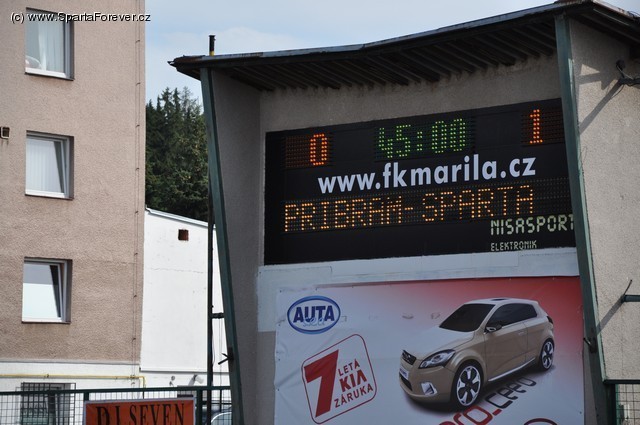 (c) www.SpartaForever.cz
0 45:00 1
www.fkmarila.cz
PRIBRAM-SPARTA
NISASPORT
ELEKTRONIK
AUTA
7 LETÁ
KIA
ZÁRUKA
pro_cee'd
DJ SEVEN